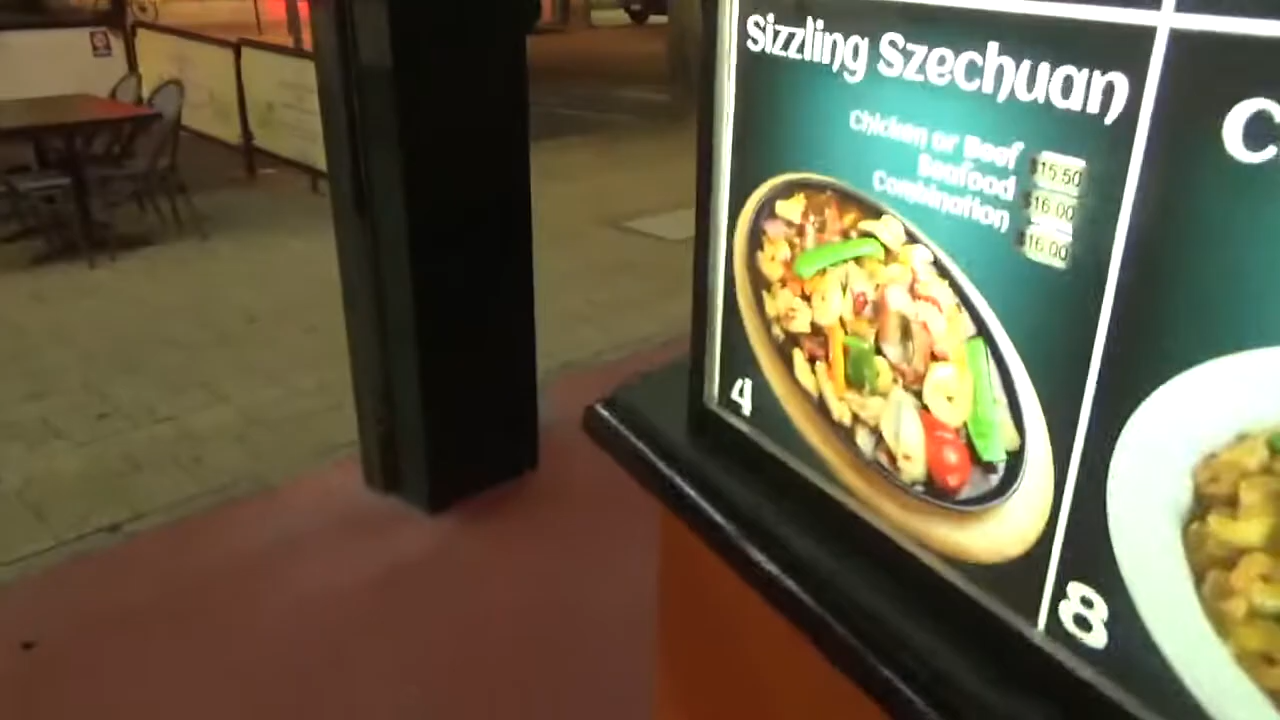 Sizzling Szechuan
Chicken or Beef $15.50
Seafood $16.00
Combination $16.00
4
C
8